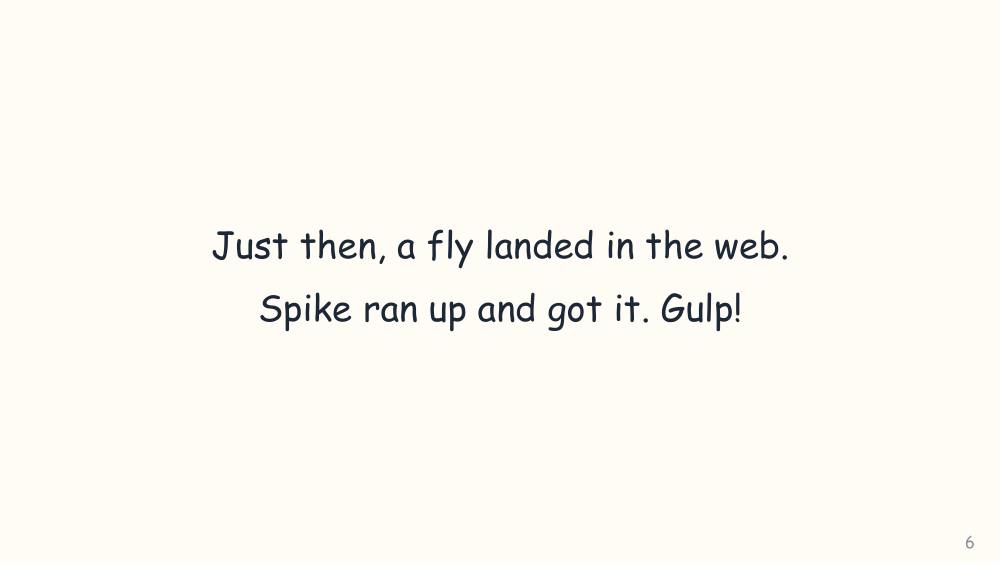 Just then, a fly landed in the web.
Spike ran up and got it. Gulp!
6